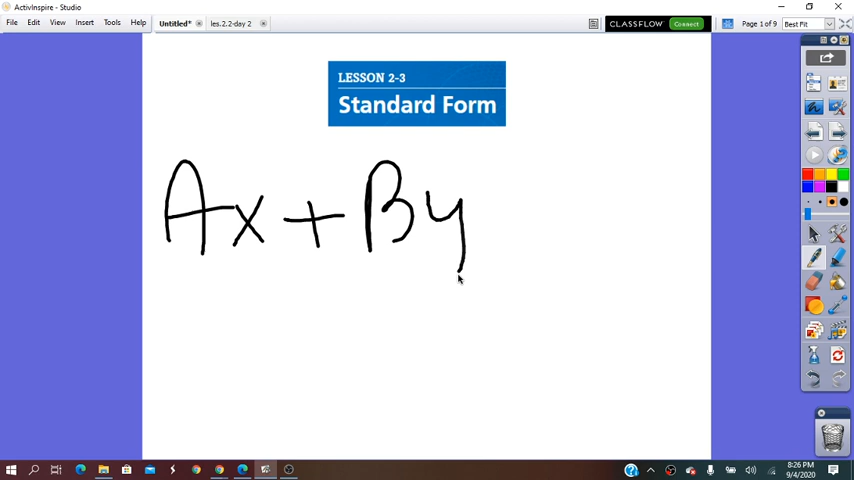 ActivInspire - Studio
File Edit View Insert Tools Help Untitled* les.2.2-day 2 CLASSFLOW Connect Page 1 of 9 Best Fit
LESSON 2-3
Standard Form
Ax + By
8:26 PM
9/4/2020